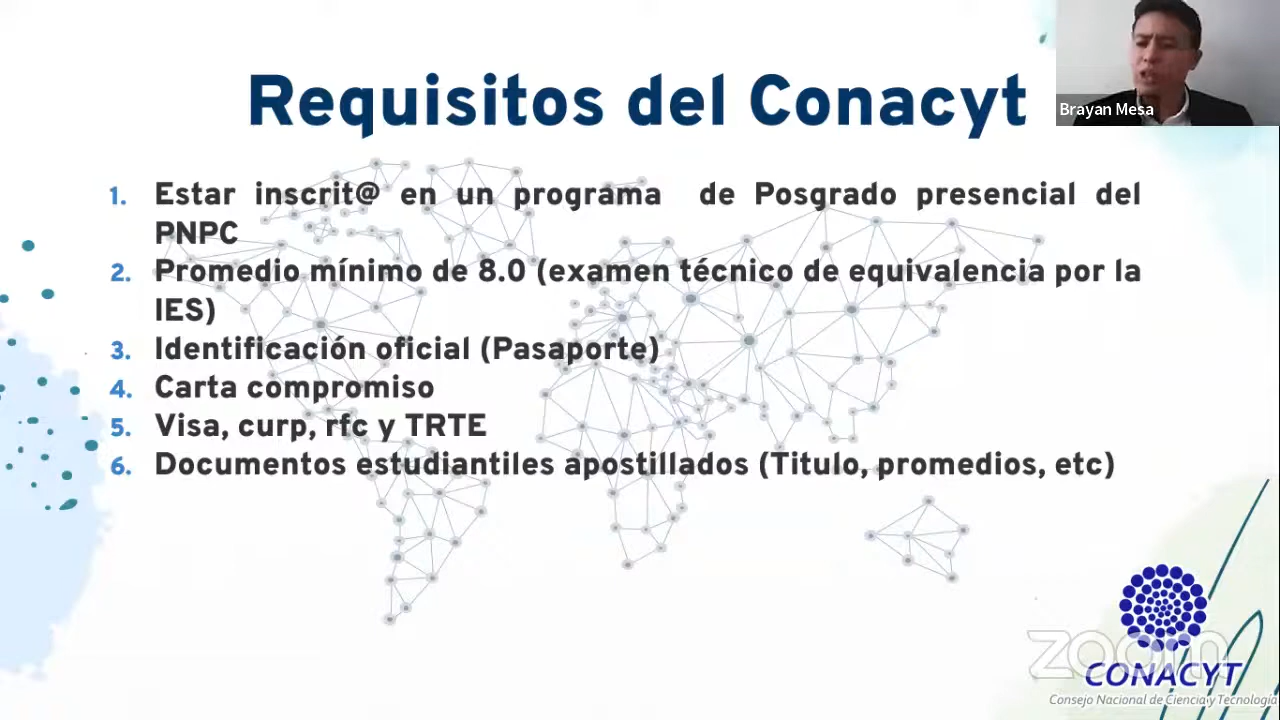 Requisitos del Conacyt
Brayan Mesa
1. Estar inscrit@ en un programa de Posgrado presencial del
PNPC
2. Promedio mínimo de 8.0 (examen técnico de equivalencia por la
IES)
3. Identificación oficial (Pasaporte)
4. Carta compromiso
5. Visa, curp, rfc y TRTE
6. Documentos estudiantiles apostillados (Titulo, promedios, etc)
zoom
CONACYT
Consejo Nacional de Ciencia y Tecnología